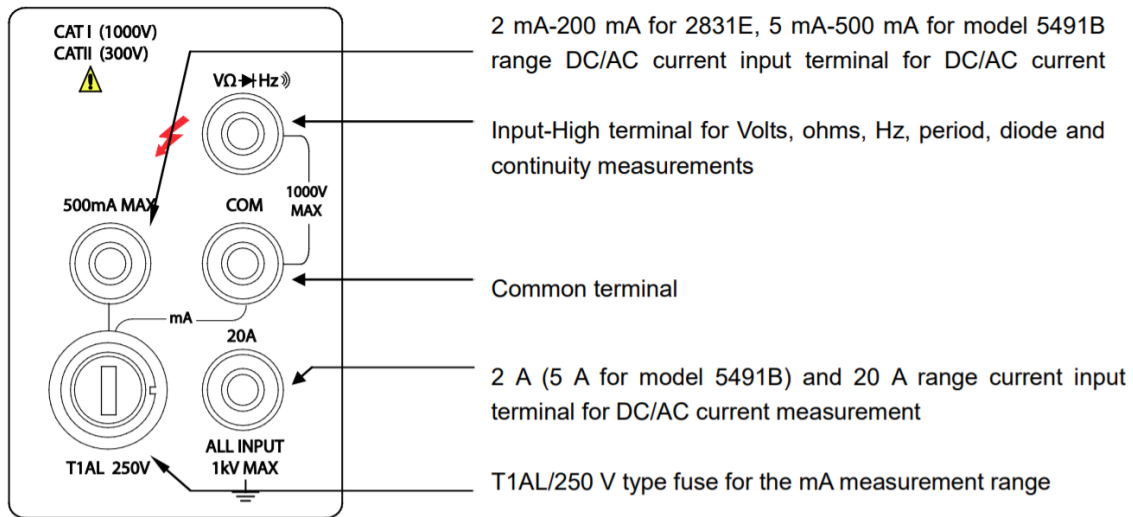 CAT I (1000V)
CATII (300V)
VΩ Hz
500mA MAX
COM
1000V
MAX
mA
20A
T1AL 250V
ALL INPUT
1kV MAX
2 mA-200 mA for 2831E, 5 mA-500 mA for model 5491B
range DC/AC current input terminal for DC/AC current
Input-High terminal for Volts, ohms, Hz, period, diode and
continuity measurements
Common terminal
2 A (5 A for model 5491B) and 20 A range current input
terminal for DC/AC current measurement
T1AL/250 V type fuse for the mA measurement range